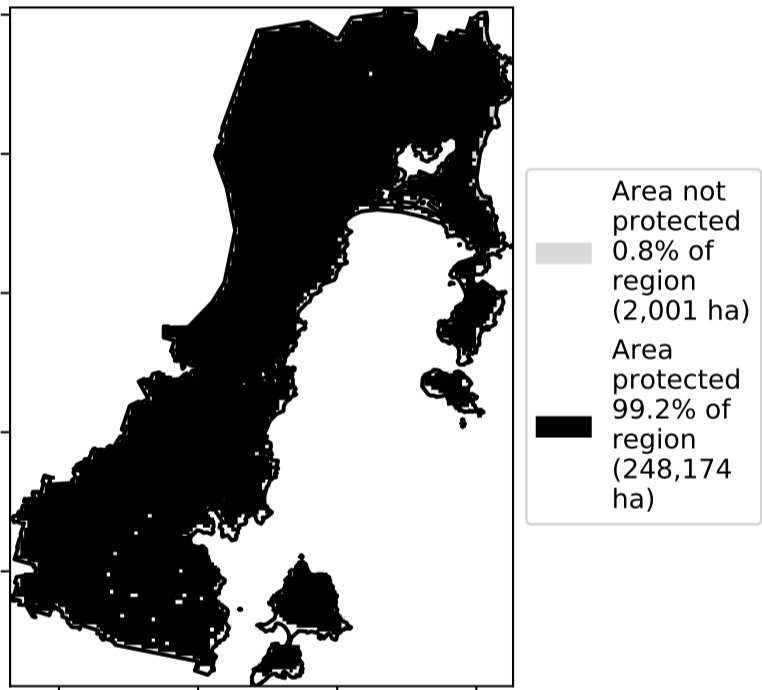 Area not
protected
0.8% of
region
(2,001 ha)
Area
protected
99.2% of
region
(248,174
ha)